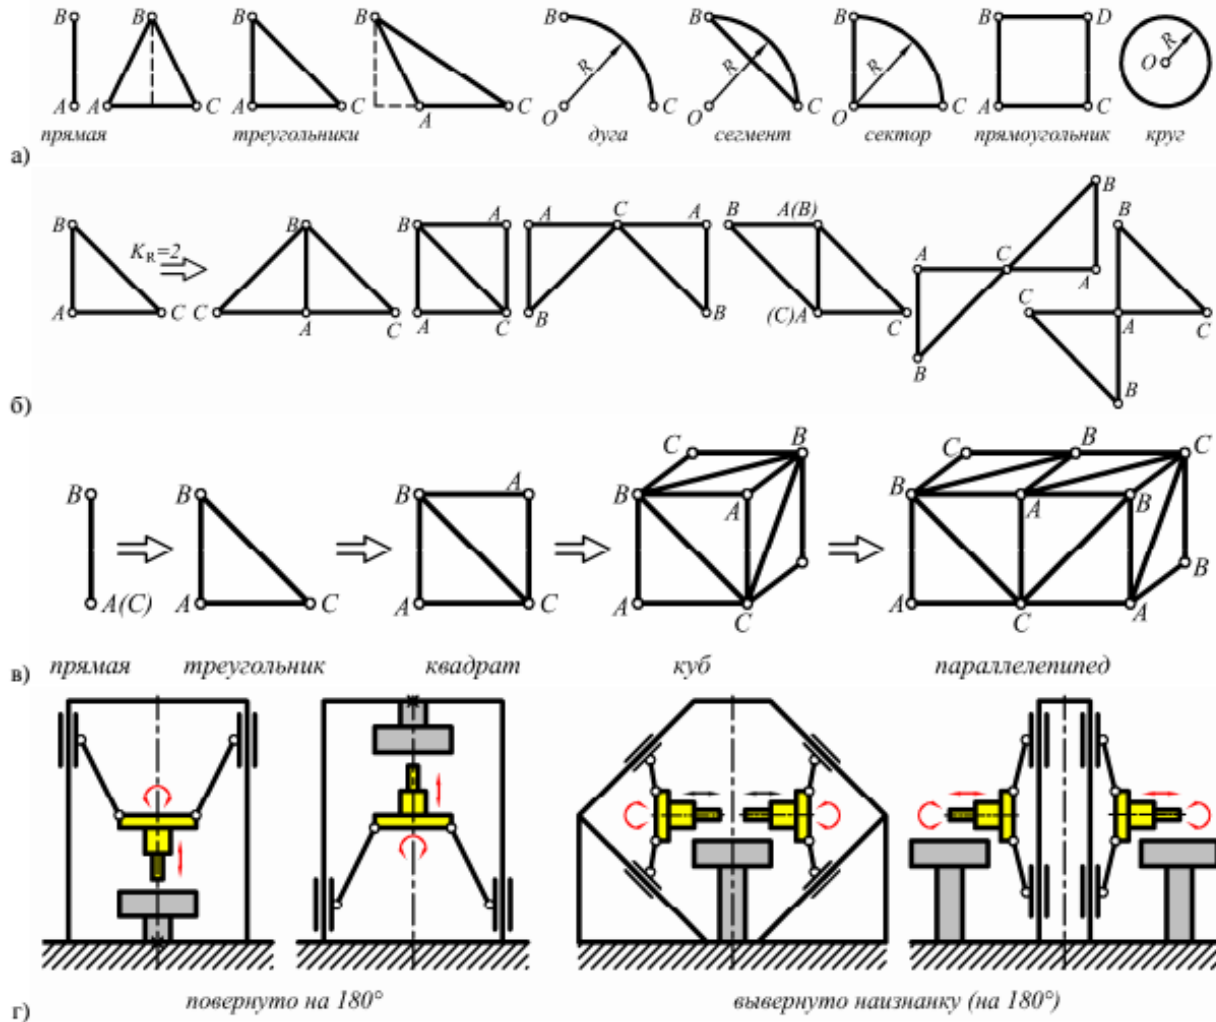 B B B B B B B B D
R R R O R
A A C A C A C O C O C O C A C
прямая треугольники дуга сегмент сектор прямоугольник круг
а)
B
B B B A A C A B A(B) B
K_R=2 A C A
A C C A C A C B B (C)A C C A C
B B
б)
C B C B C
B B B A B A B A B
A(C) A C A C A C A C A B
в) прямая треугольник квадрат куб параллелепипед
повернуто на 180° вывернуто наизнанку (на 180°)
г)